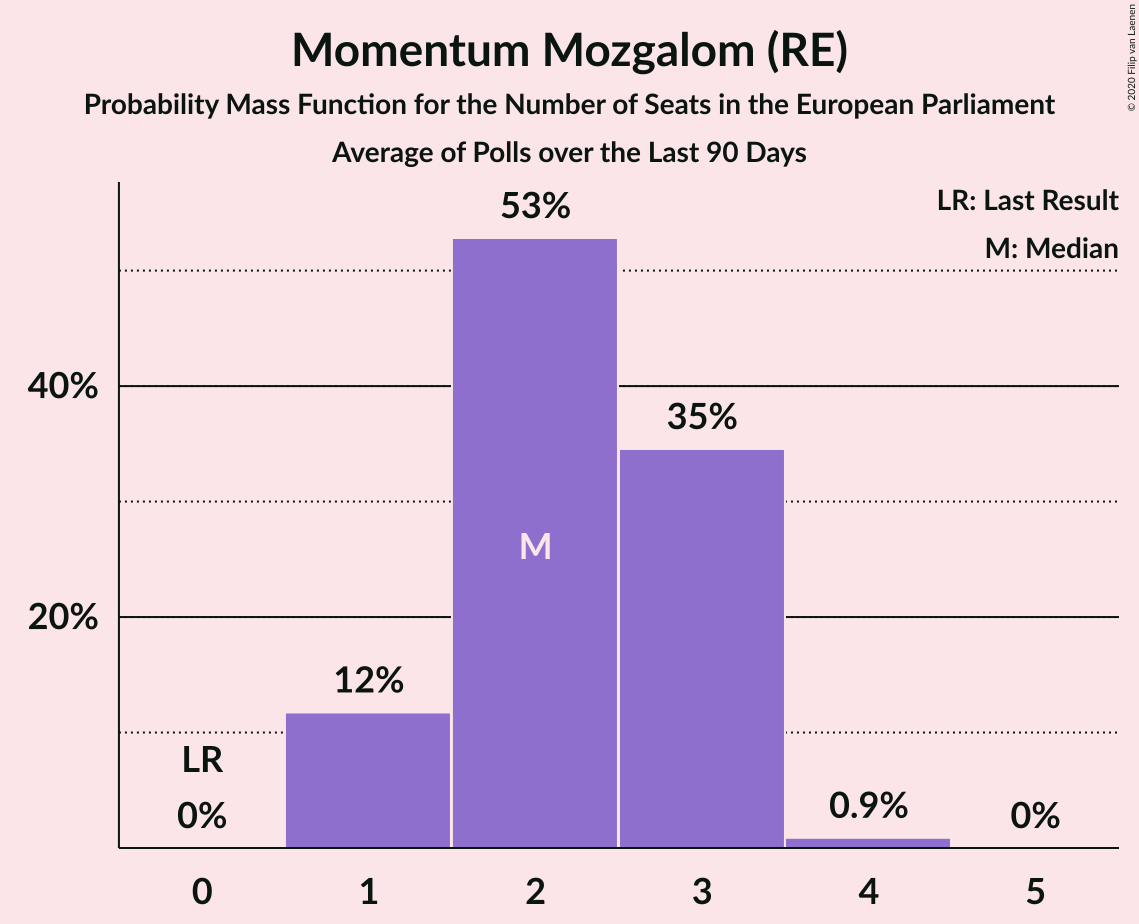 Momentum Mozgalom (RE)
Probability Mass Function for the Number of Seats in the European Parliament
Average of Polls over the Last 90 Days
© 2020 Filip van Laenen
LR: Last Result
M: Median
53%
40%
35%
M
20%
12%
LR
0%
0.9%
0%
0 1 2 3 4 5